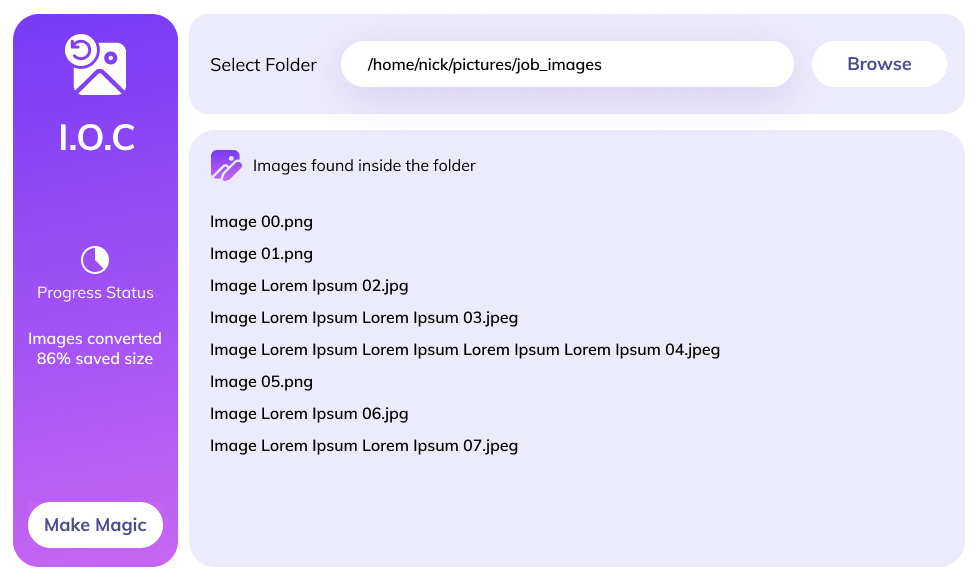 I.O.C
Progress Status
Images converted
86% saved size
Make Magic
Select Folder
/home/nick/pictures/job_images
Browse
Images found inside the folder
Image 00.png
Image 01.png
Image Lorem Ipsum 02.jpg
Image Lorem Ipsum Lorem Ipsum 03.jpeg
Image Lorem Ipsum Lorem Ipsum Lorem Ipsum Lorem Ipsum 04.jpeg
Image 05.png
Image Lorem Ipsum 06.jpg
Image Lorem Ipsum Lorem Ipsum 07.jpeg